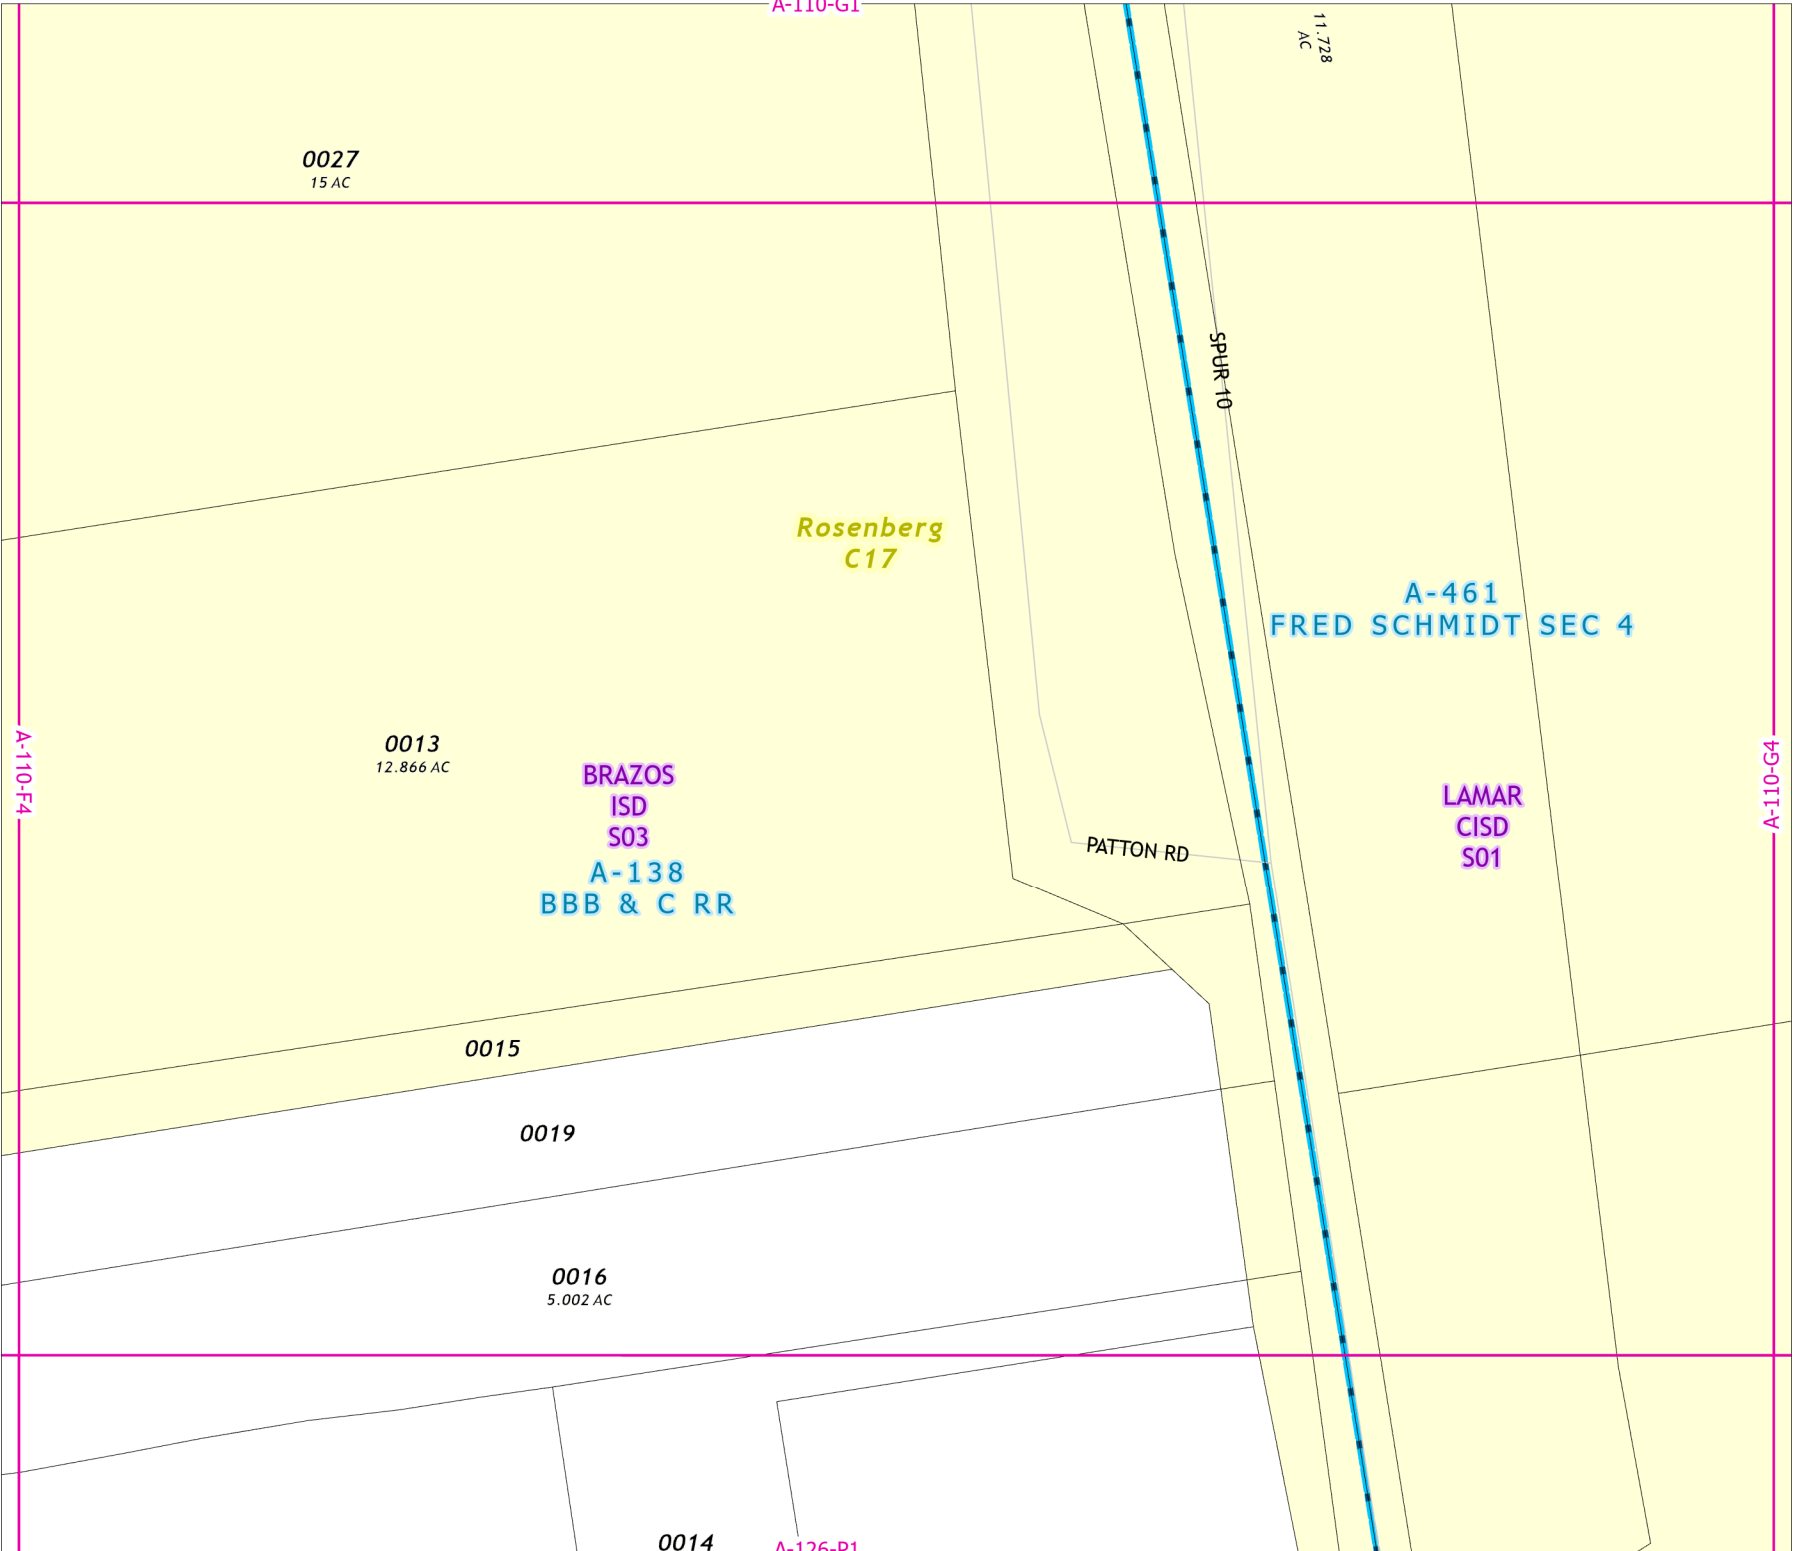 A-110-G1
11.728
AC
0027
15 AC
SPUR 10
Rosenberg
C17
A-461
FRED SCHMIDT SEC 4
A-110-F4
0013
12.866 AC
BRAZOS
ISD
S03
A-138
BBB & C RR
LAMAR
CISD
S01
A-110-G4
PATTON RD
0015
0019
0016
5.002 AC
0014